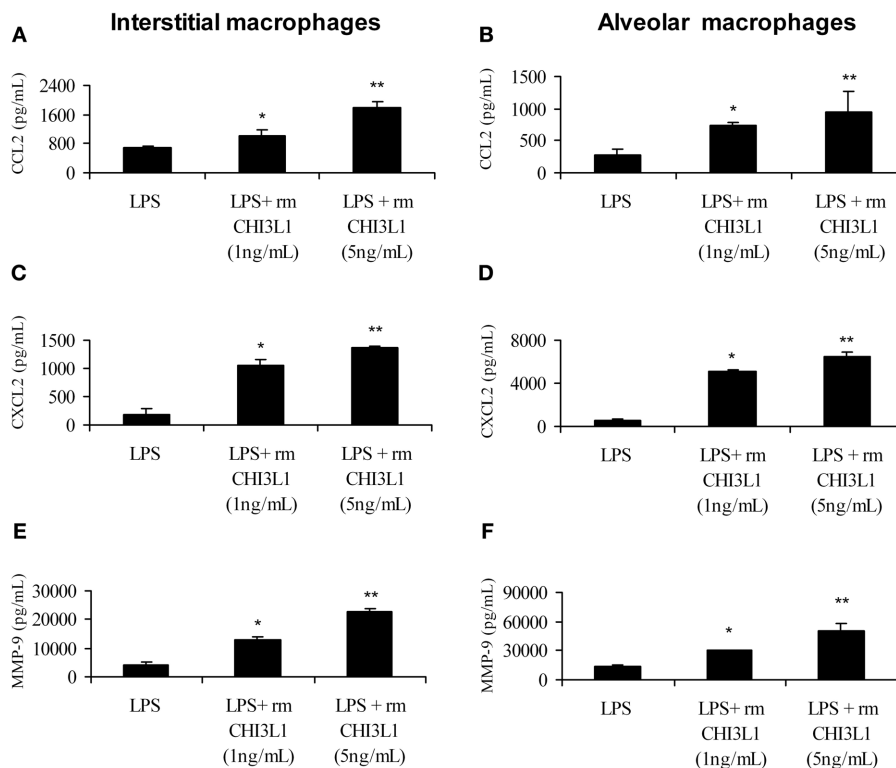 Interstitial macrophages
Alveolar macrophages
A
CCL2 (pg/mL)
2400
1600
800
0
*
**
LPS
LPS+ rm
CHI3L1
(1ng/mL)
LPS + rm
CHI3L1
(5ng/mL)
B
CCL2 (pg/mL)
1500
1000
500
0
*
**
LPS
LPS+ rm
CHI3L1
(1ng/mL)
LPS + rm
CHI3L1
(5ng/mL)
C
CXCL2 (pg/mL)
1500
1000
500
0
*
**
LPS
LPS+ rm
CHI3L1
(1ng/mL)
LPS + rm
CHI3L1
(5ng/mL)
D
CXCL2 (pg/mL)
8000
4000
0
*
**
LPS
LPS+ rm
CHI3L1
(1ng/mL)
LPS + rm
CHI3L1
(5ng/mL)
E
MMP-9 (pg/mL)
30000
20000
10000
0
*
**
LPS
LPS+ rm
CHI3L1
(1ng/mL)
LPS + rm
CHI3L1
(5ng/mL)
F
MMP-9 (pg/mL)
90000
60000
30000
0
*
**
LPS
LPS+ rm
CHI3L1
(1ng/mL)
LPS + rm
CHI3L1
(5ng/mL)